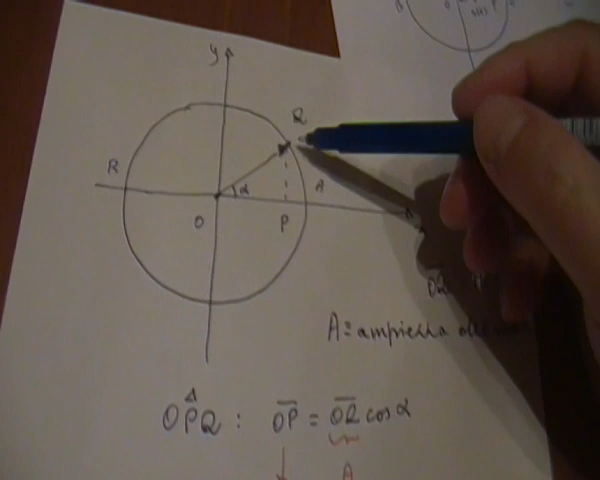 y
Q
R
α
A
O
P
A = ampiezza
OPQ : OP = OQ cos α
A